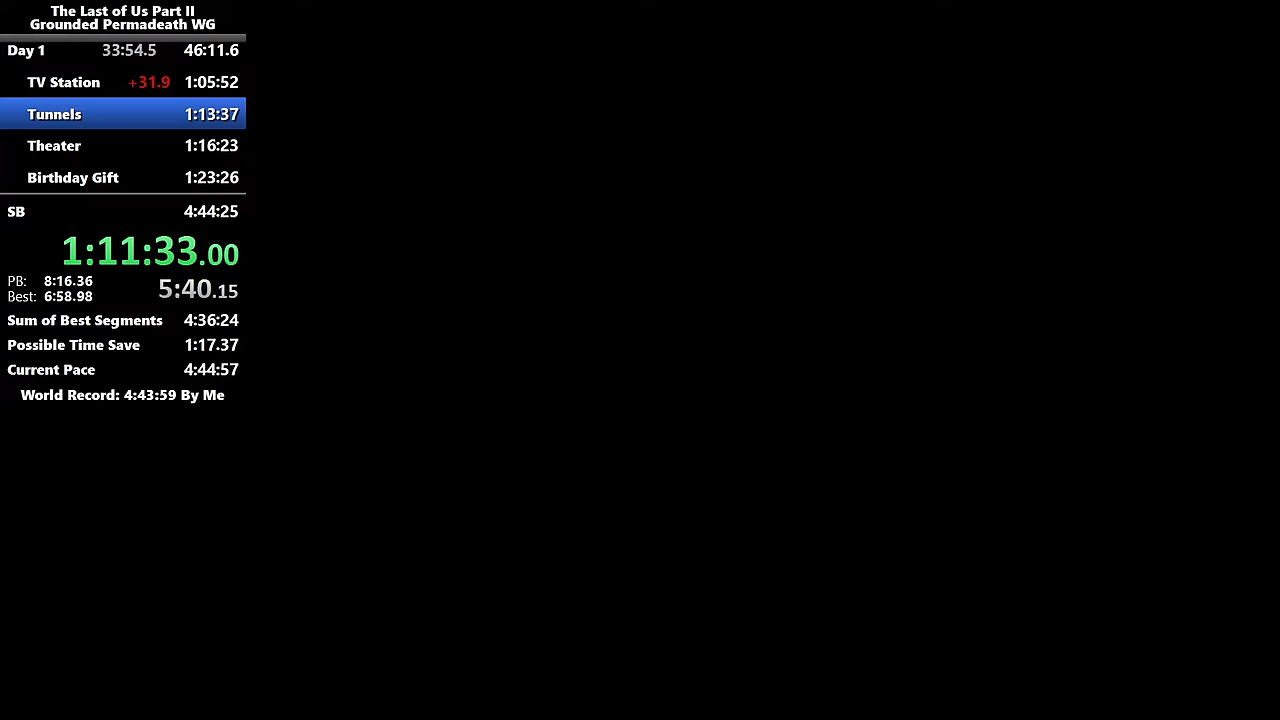 The Last of Us Part II
Grounded Permadeath WG
Day 1 33:54.5 46:11.6
TV Station +31.9 1:05:52
Tunnels 1:13:37
Theater 1:16:23
Birthday Gift 1:23:26
SB 4:44:25
1:11:33.00
PB: 8:16.36 5:40.15
Best: 6:58.98
Sum of Best Segments 4:36:24
Possible Time Save 1:17.37
Current Pace 4:44:57
World Record: 4:43:59 By Me